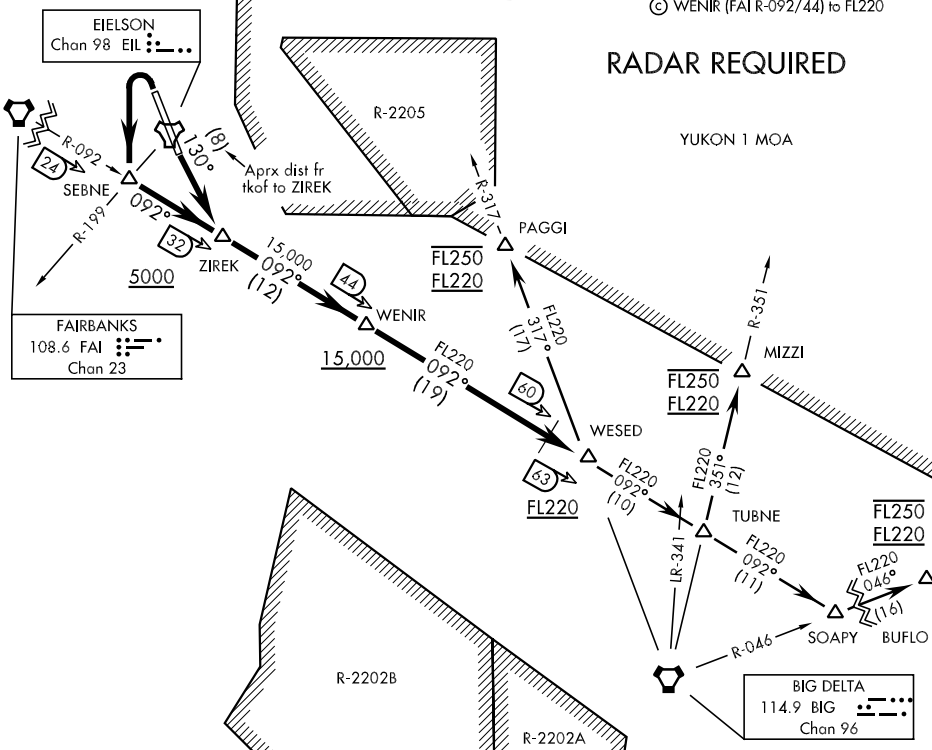 Ⓒ WENIR (FAI R-092/44) to FL220
RADAR REQUIRED
EIELSON
Chan 98 EIL
R-2205
YUKON 1 MOA
R-092
24
(8)
130°
Aprx dist fr
tkof to ZIREK
SEBNE
092°
R-199
32
ZIREK
5000
15,000
092°
(12)
R-317
PAGGI
FL250
FL220
44
WENIR
15,000
FAIRBANKS
108.6 FAI
Chan 23
FL220
092°
(19)
FL220
317°
(17)
R-351
MIZZI
FL250
FL220
60
WESED
63
FL220
FL220
092°
(10)
FL220
351°
(12)
LR-341
TUBNE
FL220
092°
(11)
FL250
FL220
FL220
046°
(16)
SOAPY
BUFLO
R-046
R-2202B
R-2202A
BIG DELTA
114.9 BIG
Chan 96